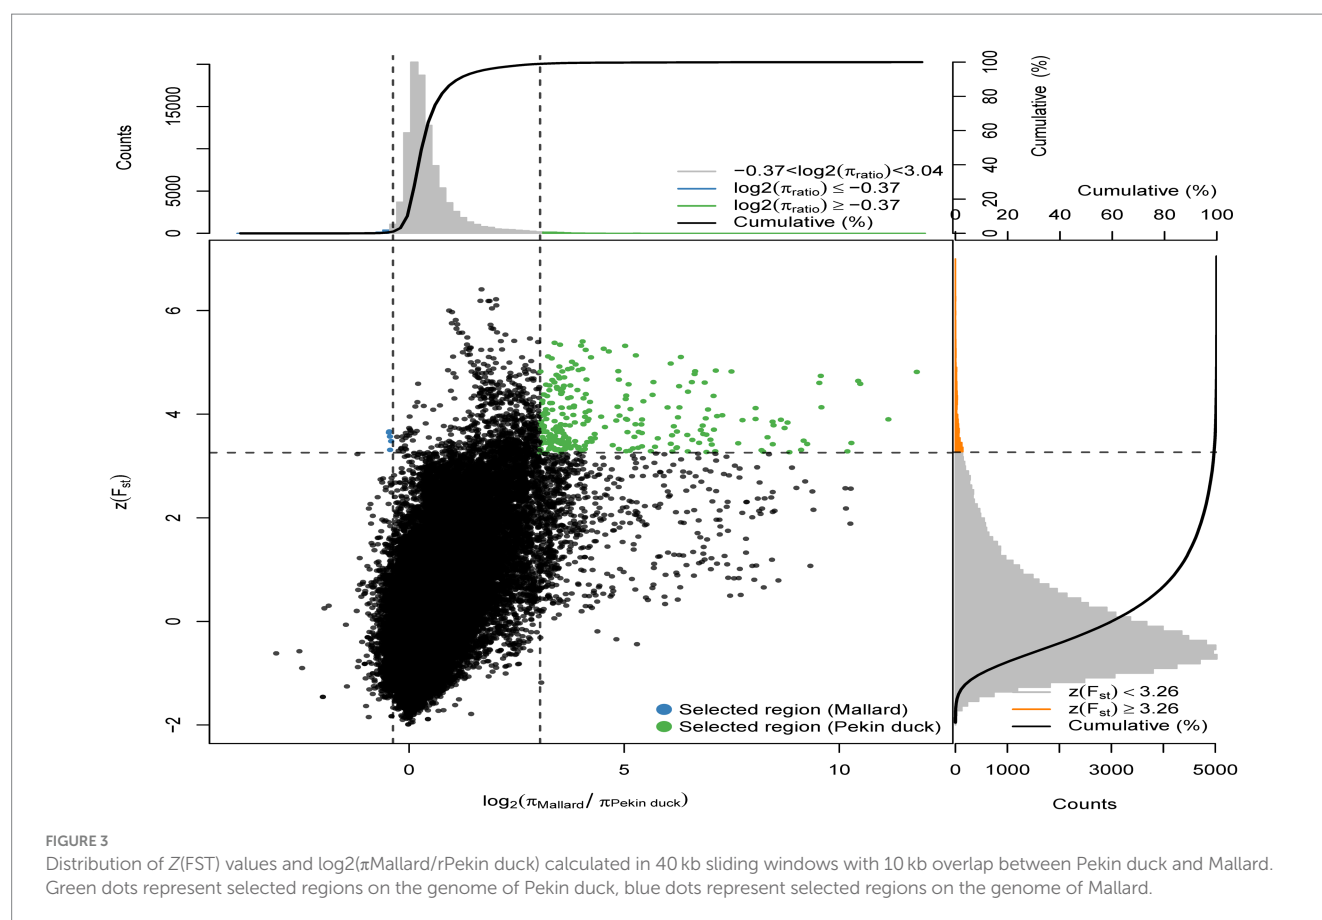 Counts
0
5000
15000
0 20 40 60 80 100
Cumulative (%)
−0.37<log2(πratio)<3.04
log2(πratio) ≤ −0.37
log2(πratio) ≥ −0.37
Cumulative (%)
Cumulative (%)
0 20 40 60 80 100
z(Fst)
6
4
2
0
-2
Selected region (Mallard)
Selected region (Pekin duck)
z(Fst) < 3.26
z(Fst) ≥ 3.26
Cumulative (%)
0 5 10
0 1000 3000 5000
log2(πMallard/ πPekin duck)
Counts
FIGURE 3
Distribution of Z(FST) values and log2(πMallard/rPekin duck) calculated in 40 kb sliding windows with 10 kb overlap between Pekin duck and Mallard.
Green dots represent selected regions on the genome of Pekin duck, blue dots represent selected regions on the genome of Mallard.